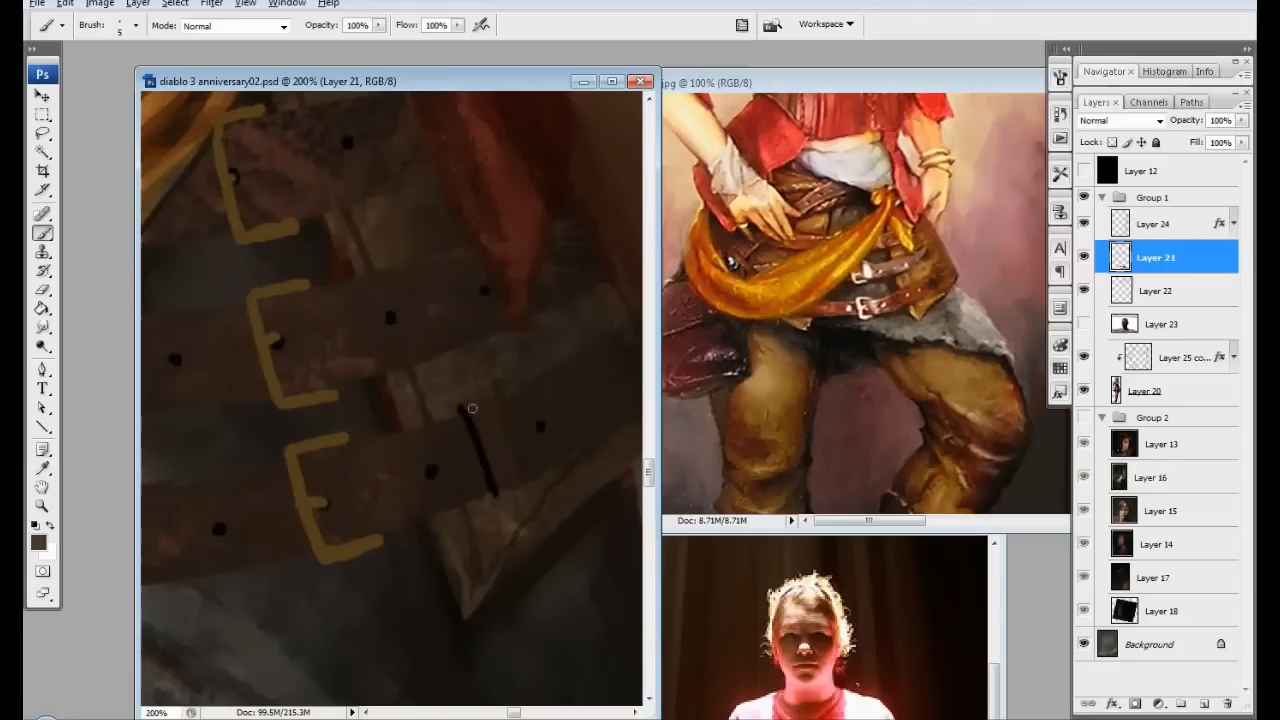 File Edit Image Layer Select Filter View Window Help
Brush: 5 Mode: Normal Opacity: 100% Flow: 100% Workspace
Ps
diablo 3 anniversary02.psd @ 200% (Layer 21, RGB/8)
jpg @ 100% (RGB/8)
Navigator × Histogram Info
Layers × Channels Paths
Normal Opacity: 100%
Lock: Fill: 100%
Layer 12
Group 1
Layer 24 fx
Layer 21
Layer 22
Layer 23
Layer 25 co... fx
Layer 20
Group 2
Layer 13
Layer 16
Layer 15
Layer 14
Layer 17
Layer 18
Background
Doc: 8.71M/8.71M
200% Doc: 99.5M/215.3M